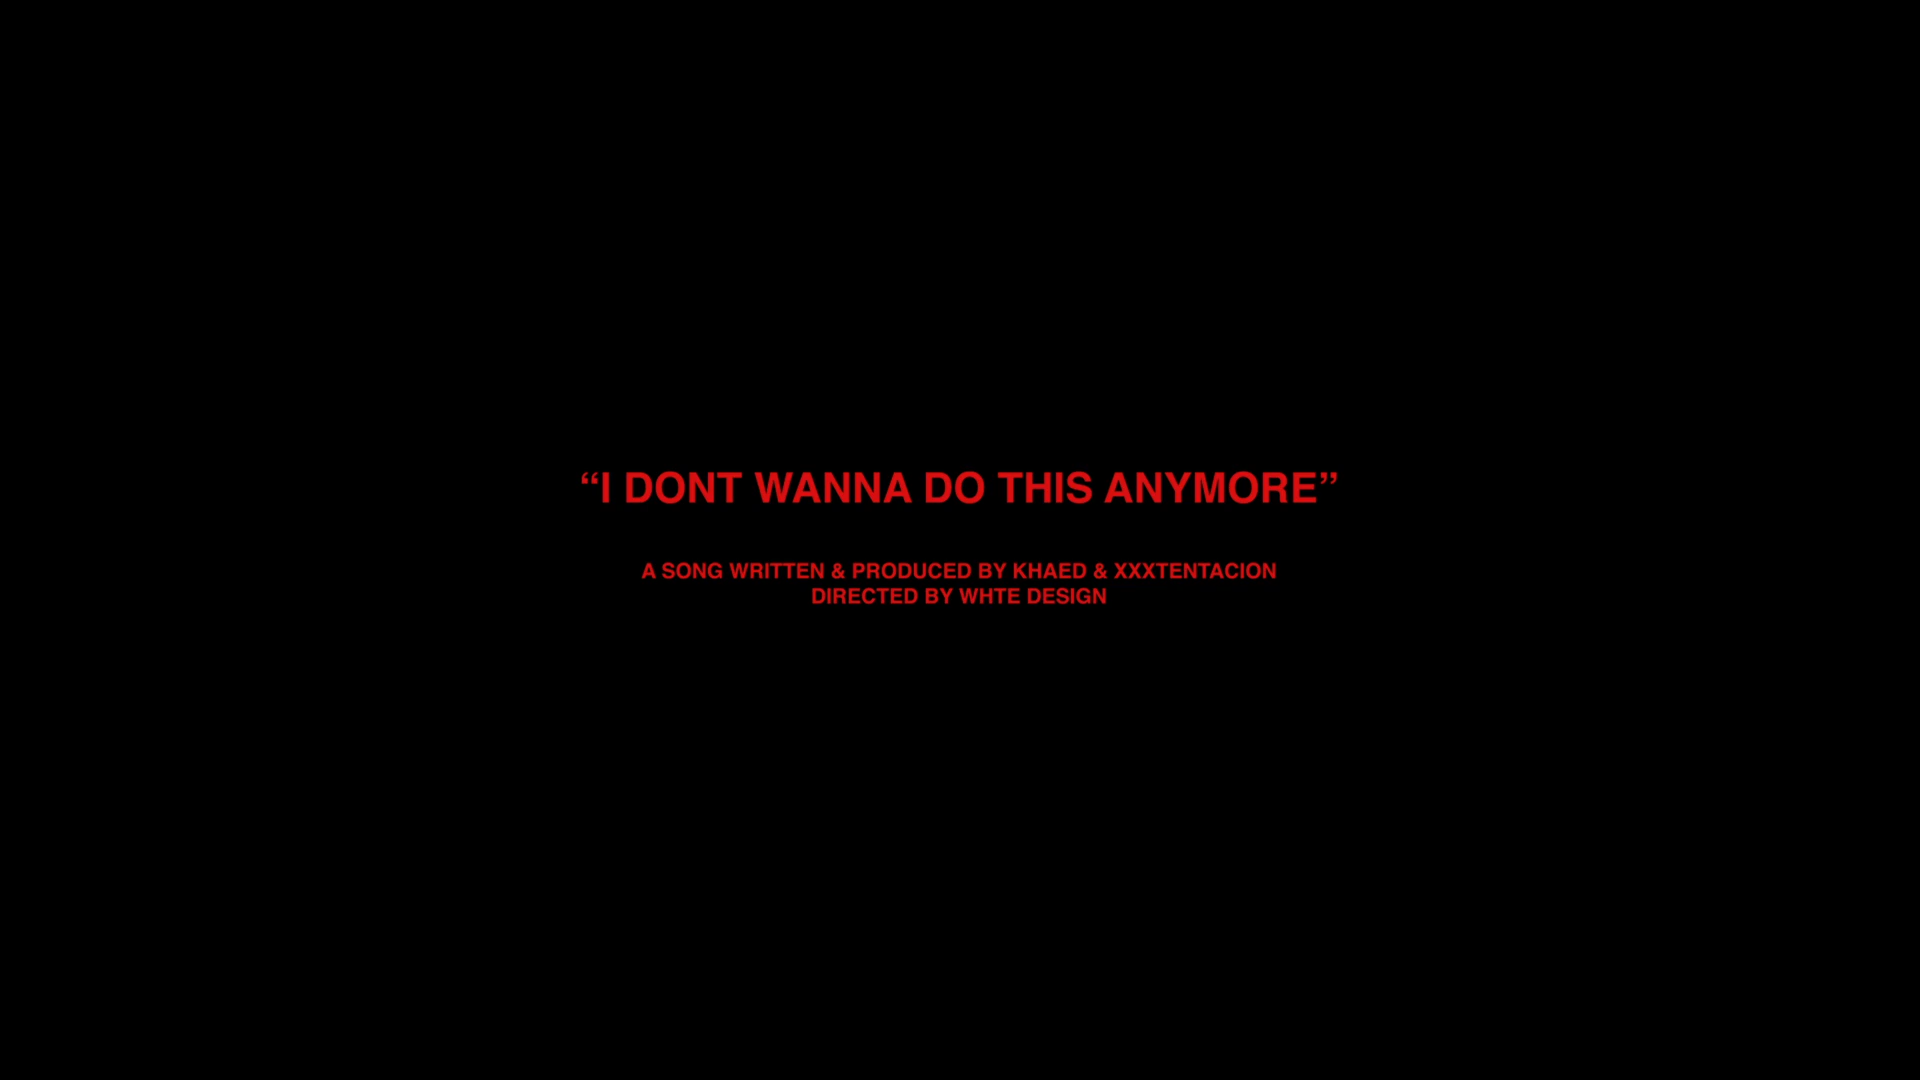 “I DONT WANNA DO THIS ANYMORE”
A SONG WRITTEN & PRODUCED BY KHAED & XXXTENTACION
DIRECTED BY WHTE DESIGN